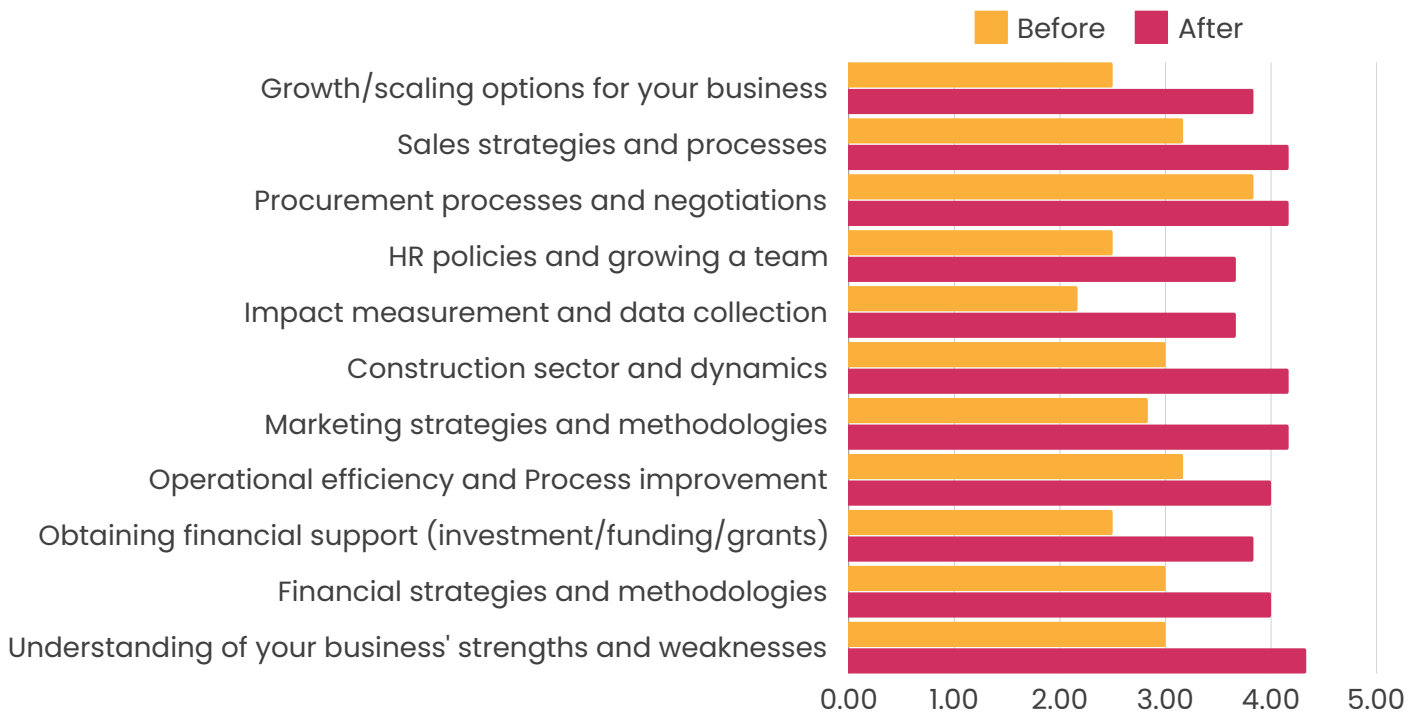 Before After
Growth/scaling options for your business
Sales strategies and processes
Procurement processes and negotiations
HR policies and growing a team
Impact measurement and data collection
Construction sector and dynamics
Marketing strategies and methodologies
Operational efficiency and Process improvement
Obtaining financial support (investment/funding/grants)
Financial strategies and methodologies
Understanding of your business' strengths and weaknesses
0.00 1.00 2.00 3.00 4.00 5.00